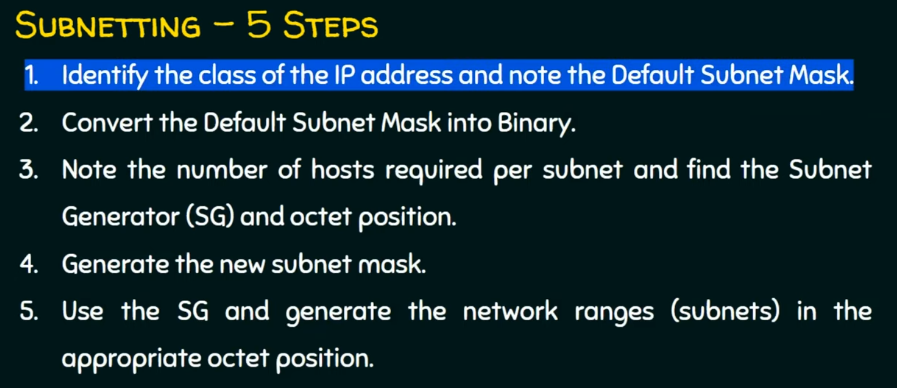 SUBNETTING – 5 STEPS
1. Identify the class of the IP address and note the Default Subnet Mask.
2. Convert the Default Subnet Mask into Binary.
3. Note the number of hosts required per subnet and find the Subnet
Generator (SG) and octet position.
4. Generate the new subnet mask.
5. Use the SG and generate the network ranges (subnets) in the
appropriate octet position.